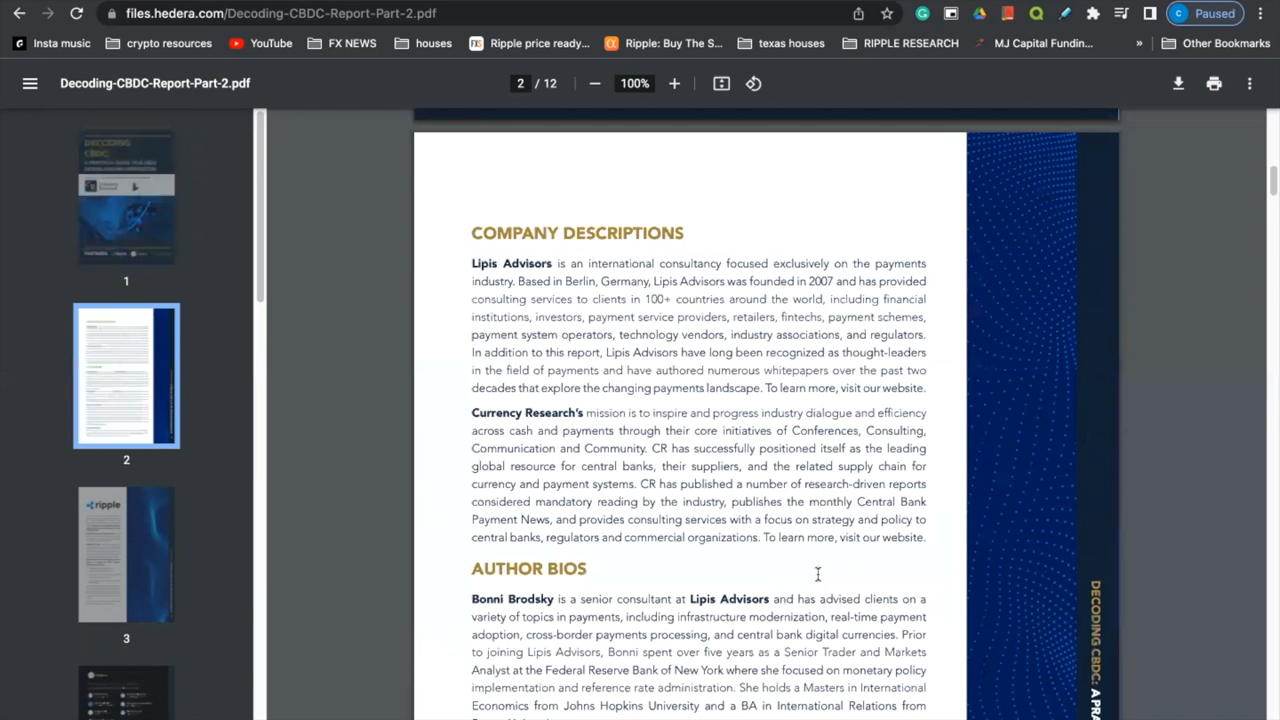 files.hedera.com/Decoding-CBDC-Report-Part-2.pdf
C Paused
Insta music
crypto resources
YouTube
FX NEWS
houses
FXS Ripple price ready...
Ripple: Buy The S...
texas houses
RIPPLE RESEARCH
MJ Capital Fundin...
»
Other Bookmarks
Decoding-CBDC-Report-Part-2.pdf
2 / 12
100%
DECODING
CBDC:
1
2
ripple
3
COMPANY DESCRIPTIONS
Lipis Advisors is an international consultancy focused exclusively on the payments
industry. Based in Berlin, Germany, Lipis Advisors was founded in 2007 and has provided
consulting services to clients in 100+ countries around the world, including financial
institutions, investors, payment service providers, retailers, fintechs, payment schemes,
payment system operators, technology vendors, industry associations, and regulators.
In addition to this report, Lipis Advisors have long been recognized as thought-leaders
in the field of payments and have authored numerous whitepapers over the past two
decades that explore the changing payments landscape. To learn more, visit our website.
Currency Research's mission is to inspire and progress industry dialogue and efficiency
across cash and payments through their core initiatives of Conferences, Consulting,
Communication and Community. CR has successfully positioned itself as the leading
global resource for central banks, their suppliers, and the related supply chain for
currency and payment systems. CR has published a number of research-driven reports
considered mandatory reading by the industry, publishes the monthly Central Bank
Payment News, and provides consulting services with a focus on strategy and policy to
central banks, regulators and commercial organizations. To learn more, visit our website.
AUTHOR BIOS
Bonni Brodsky is a senior consultant at Lipis Advisors and has advised clients on a
variety of topics in payments, including infrastructure modernization, real-time payment
adoption, cross-border payments processing, and central bank digital currencies. Prior
to joining Lipis Advisors, Bonni spent over five years as a Senior Trader and Markets
Analyst at the Federal Reserve Bank of New York where she focused on monetary policy
implementation and reference rate administration. She holds a Masters in International
Economics from Johns Hopkins University and a BA in International Relations from
DECODING CBDC: A PRA